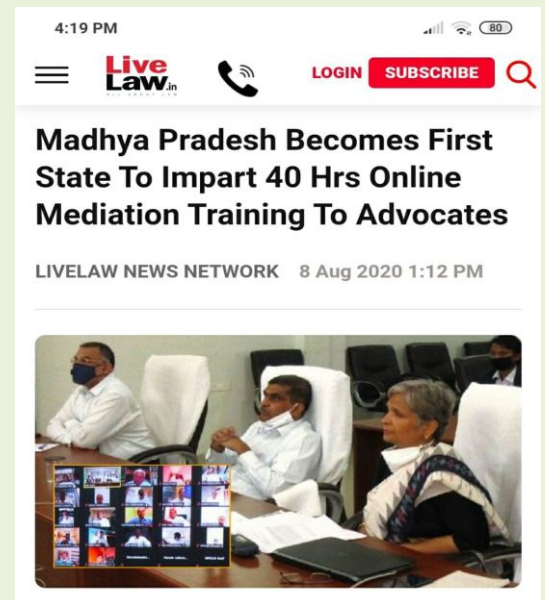 4:19 PM
80
Live
Law.in
LOGIN
SUBSCRIBE
Madhya Pradesh Becomes First
State To Impart 40 Hrs Online
Mediation Training To Advocates
LIVELAW NEWS NETWORK 8 Aug 2020 1:12 PM